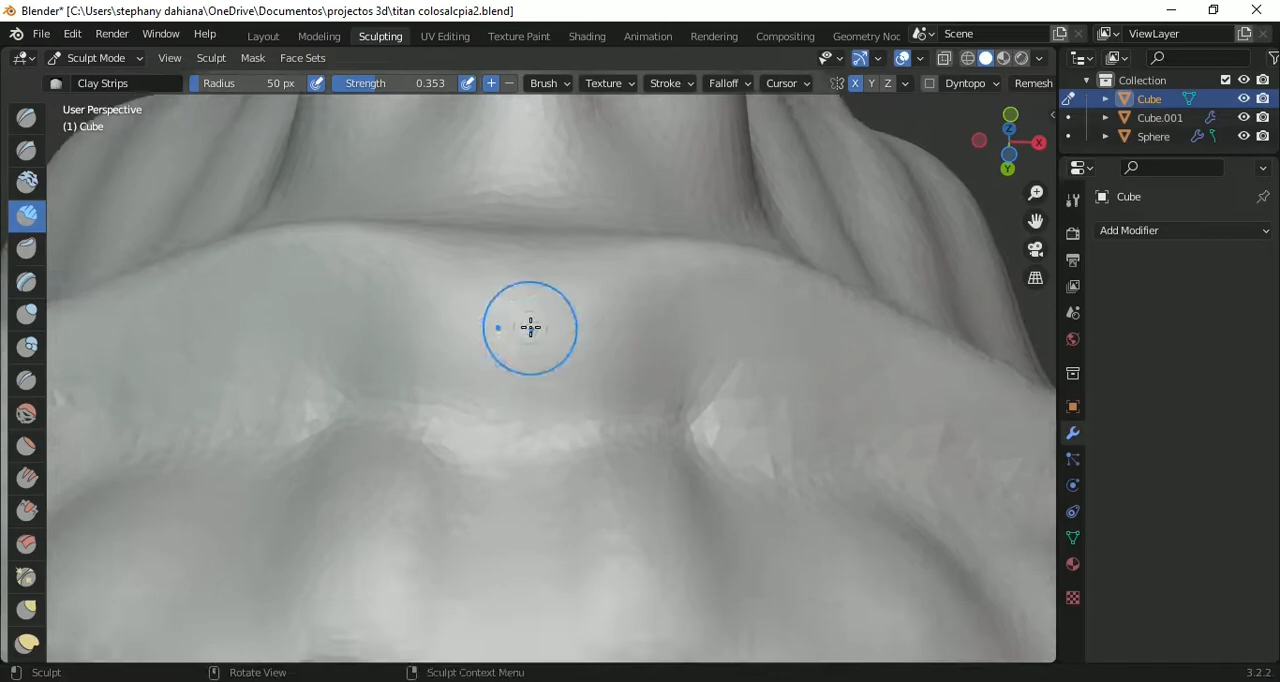 Blender* [C:\Users\stephany dahiana\OneDrive\Documentos\projectos 3d\titan colosalcpia2.blend]
File Edit Render Window Help Layout Modeling Sculpting UV Editing Texture Paint Shading Animation Rendering Compositing Geometry Noc Scene ViewLayer
Sculpt Mode View Sculpt Mask Face Sets
Clay Strips Radius 50 px Strength 0.353 Brush Texture Stroke Falloff Cursor X Y Z Dyntopo Remesh
User Perspective
(1) Cube
Z
X
Y
Collection
Cube
Cube.001
Sphere
Cube
Add Modifier
Sculpt Rotate View Sculpt Context Menu 3.2.2